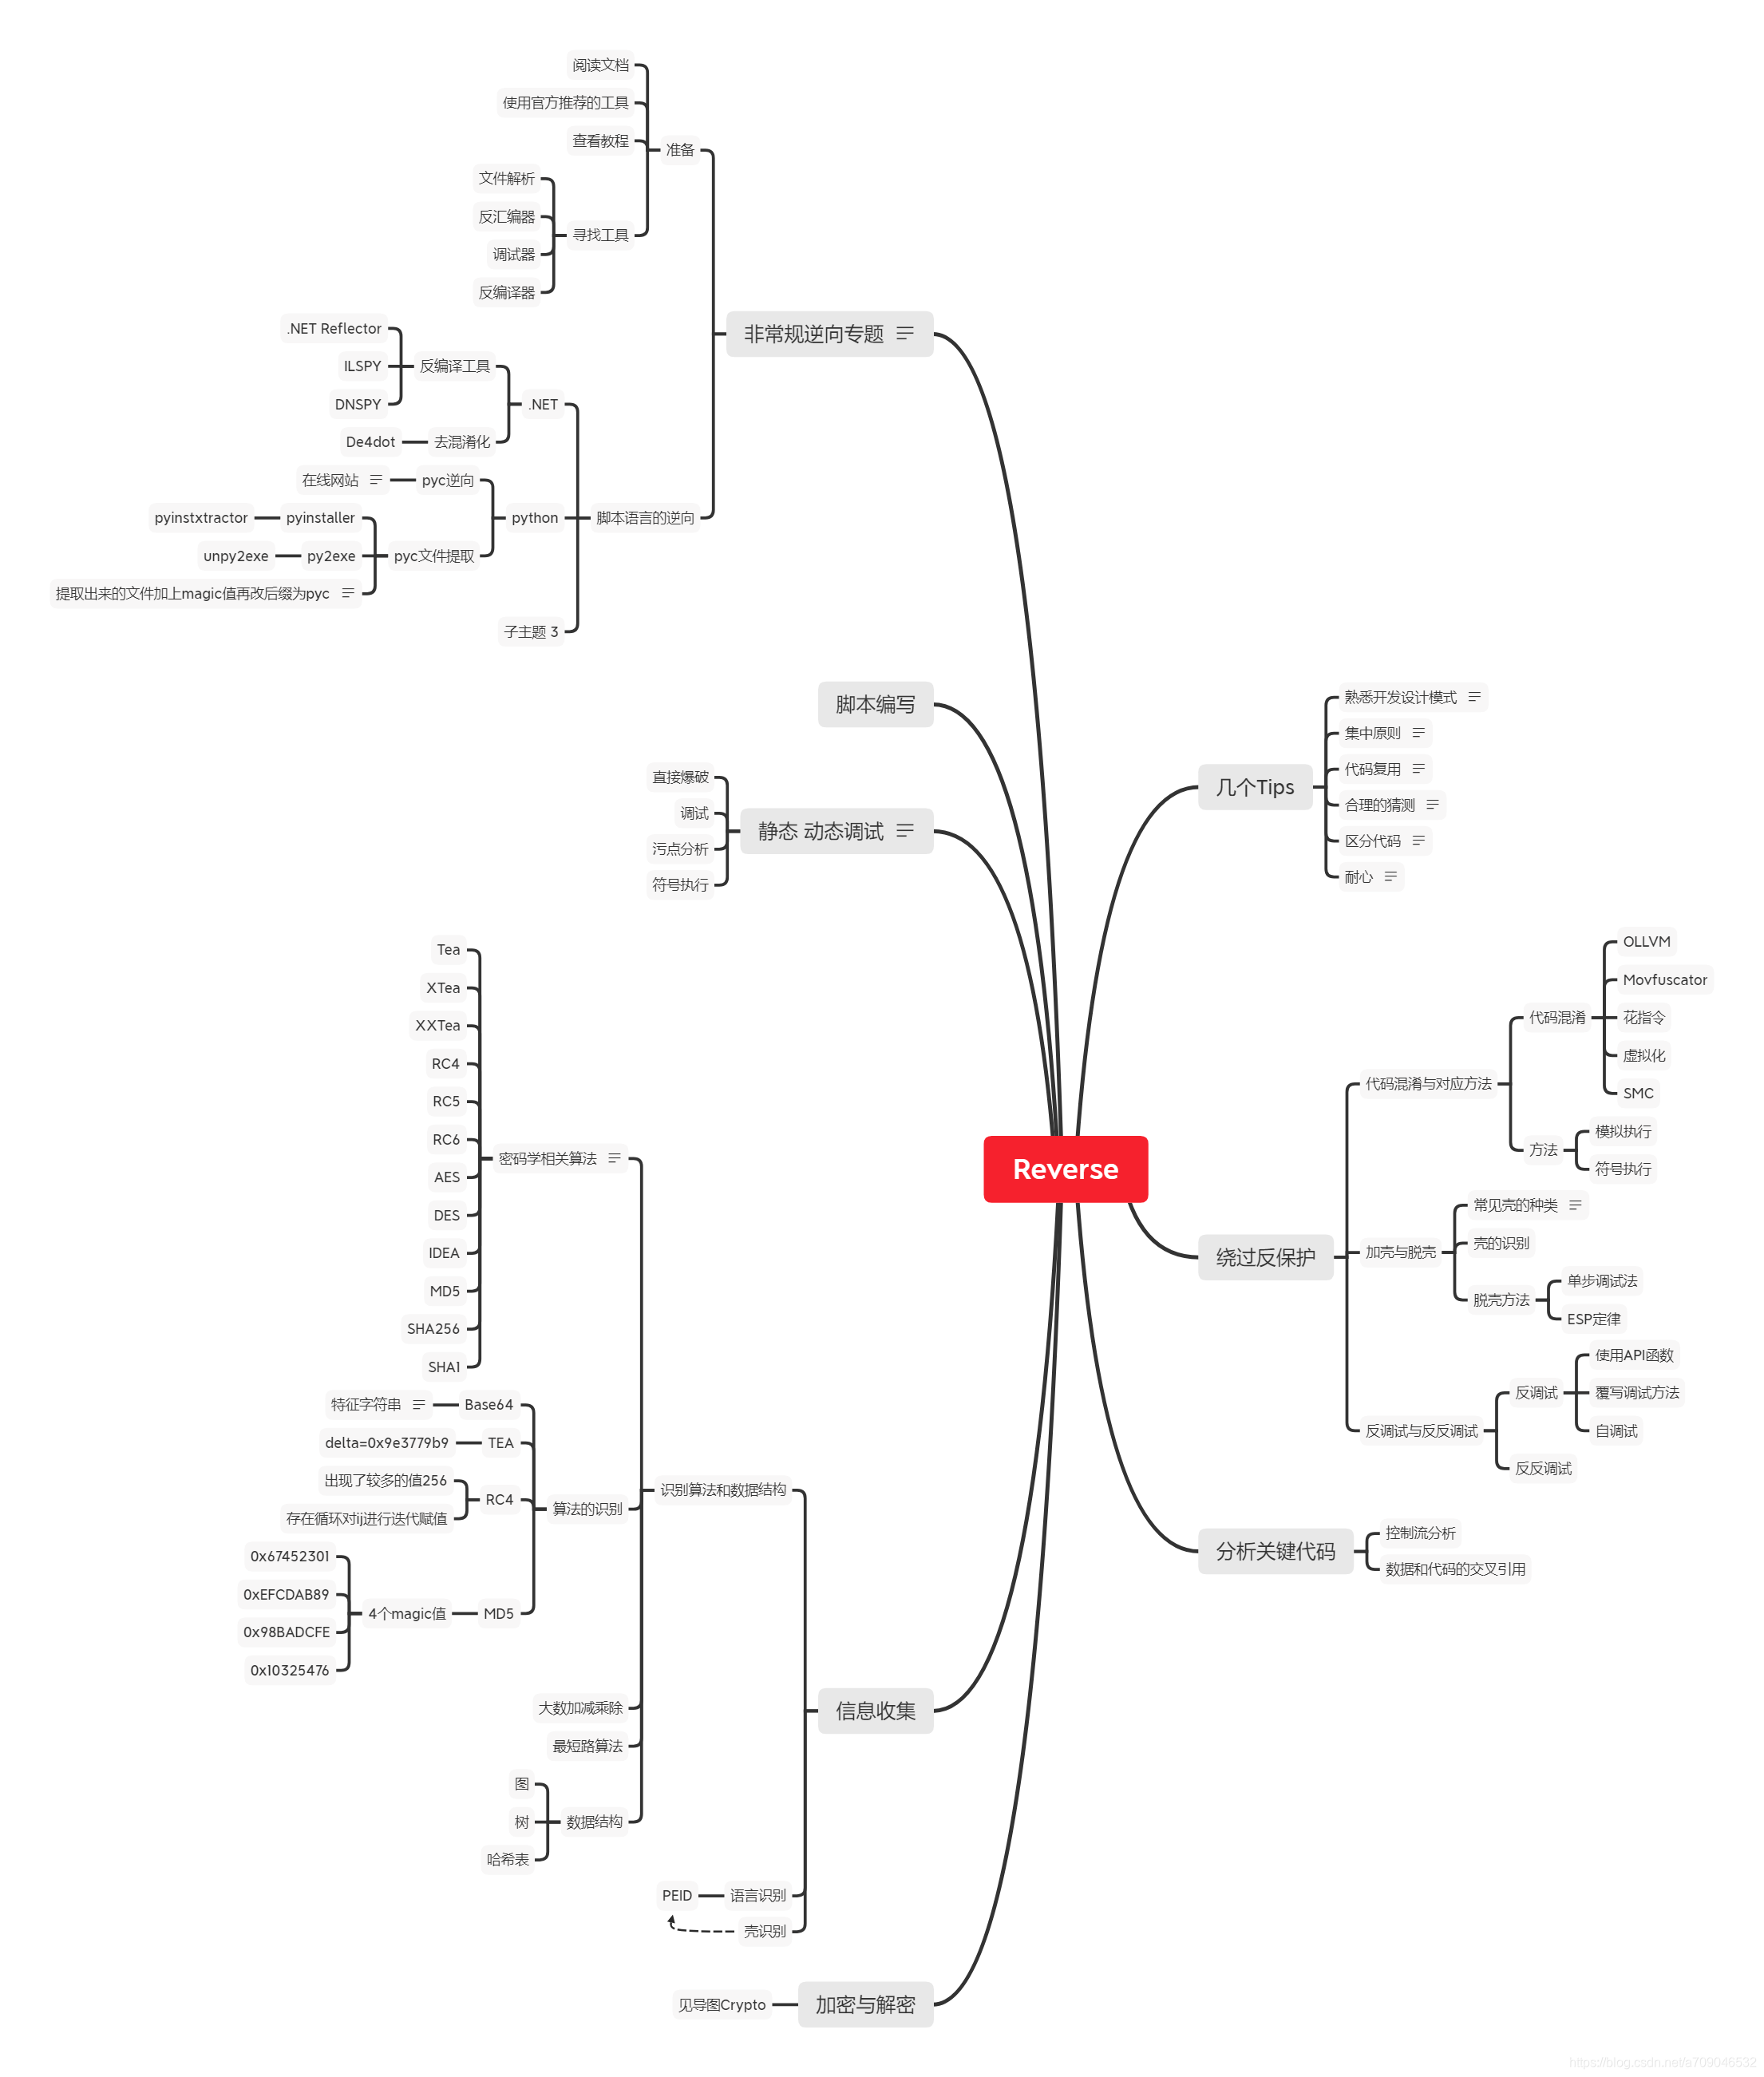 Reverse
几个Tips
熟悉开发设计模式
集中原则
代码复用
合理的猜测
区分代码
耐心
绕过反保护
代码混淆与对应方法
代码混淆
OLLVM
Movfuscator
花指令
虚拟化
SMC
方法
模拟执行
符号执行
加壳与脱壳
常见壳的种类
壳的识别
脱壳方法
单步调试法
ESP定律
反调试与反反调试
反调试
使用API函数
覆写调试方法
自调试
反反调试
分析关键代码
控制流分析
数据和代码的交叉引用
非常规逆向专题
准备
阅读文档
使用官方推荐的工具
查看教程
寻找工具
文件解析
反汇编器
调试器
反编译器
脚本语言的逆向
.NET
反编译工具
.NET Reflector
ILSPY
DNSPY
去混淆化
De4dot
python
pyc逆向
在线网站
pyc文件提取
pyinstaller
pyinstxtractor
py2exe
unpy2exe
提取出来的文件加上magic值再改后缀为pyc
子主题 3
脚本编写
静态 动态调试
直接爆破
调试
污点分析
符号执行
信息收集
识别算法和数据结构
密码学相关算法
Tea
XTea
XXTea
RC4
RC5
RC6
AES
DES
IDEA
MD5
SHA256
SHA1
算法的识别
Base64
特征字符串
TEA
delta=0x9e3779b9
RC4
出现了较多的值256
存在循环对ij进行迭代赋值
MD5
4个magic值
0x67452301
0xEFCDAB89
0x98BADCFE
0x10325476
大数加减乘除
最短路算法
数据结构
图
树
哈希表
语言识别
PEID
壳识别
加密与解密
见导图Crypto
https://blog.csdn.net/a709046532